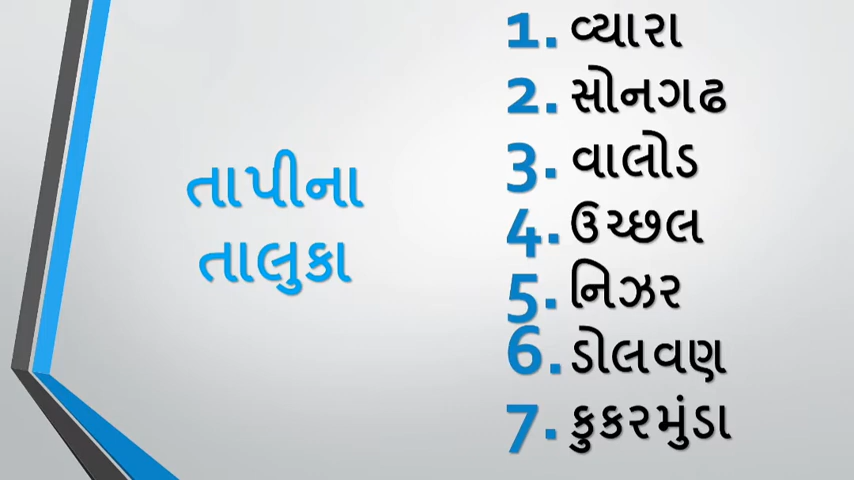 તાપીના
તાલુકા
1. વ્યારા
2. સોનગઢ
3. વાલોડ
4. ઉચ્છલ
5. નિઝર
6. ડોલવણ
7. કુકરમુંડા